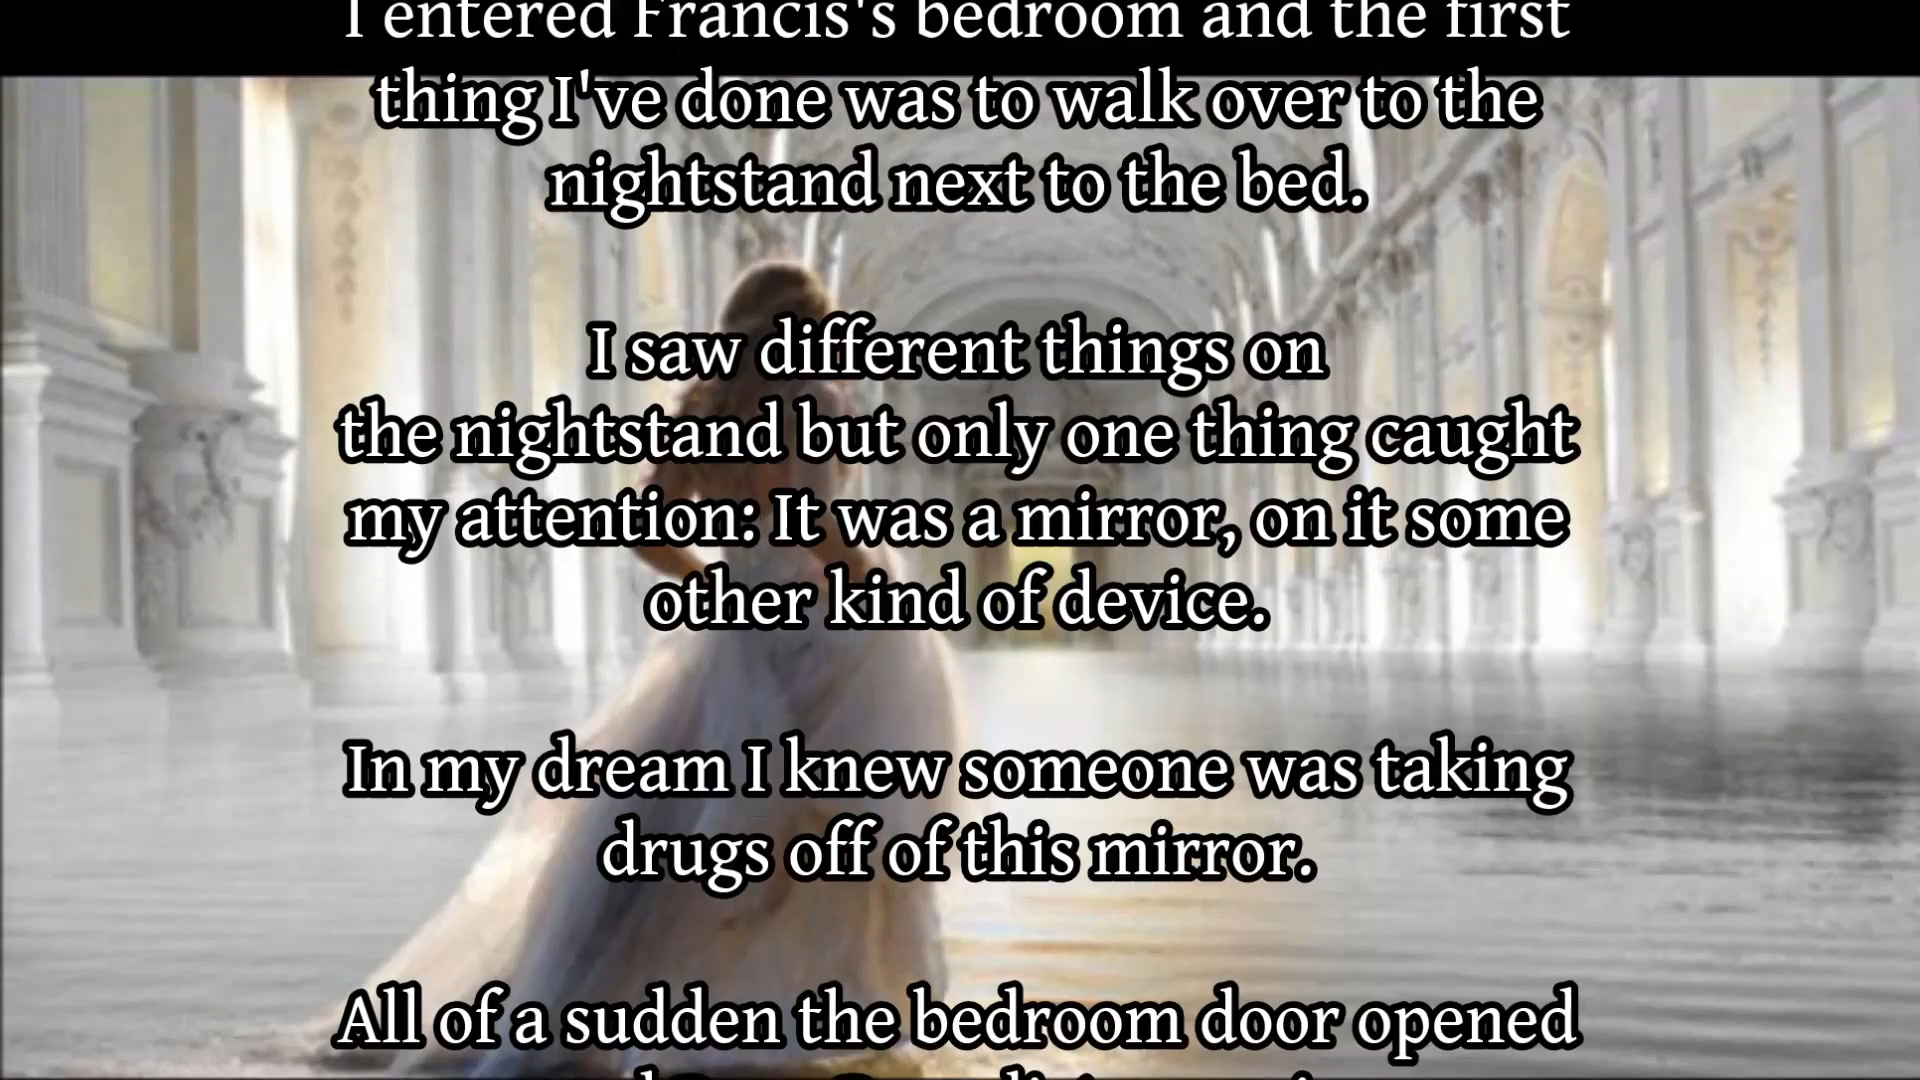 I entered Francis's bedroom and the first
thing I've done was to walk over to the
nightstand next to the bed.
I saw different things on
the nightstand but only one thing caught
my attention: It was a mirror, on it some
other kind of device.
In my dream I knew someone was taking
drugs off of this mirror.
All of a sudden the bedroom door opened